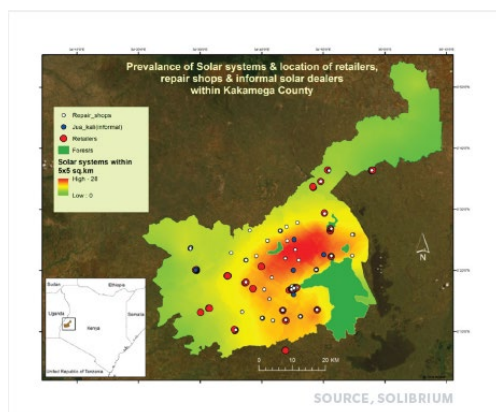 Prevalance of Solar systems & location of retailers,
repair shops & informal solar dealers
within Kakamega County
Repair_shops
Jua_kali(informal)
Retailers
Forests
Solar systems within
5x5 sq.km
High - 28
Low : 0
N
Sudan
Ethiopia
Uganda
Kenya
Somalia
United Republic of Tanzania
0 10 20 KM
SOURCE, SOLIBRIUM